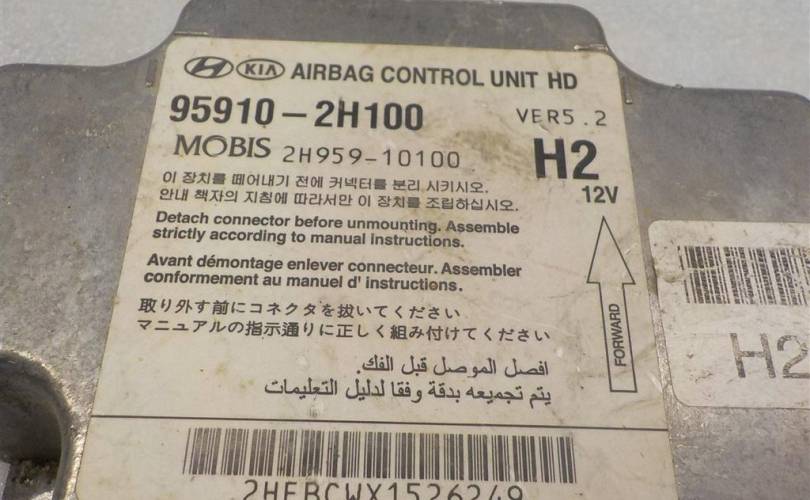 HYUNDAI KIA AIRBAG CONTROL UNIT HD
95910-2H100 VER5.2
MOBIS 2H959-10100 H2
12V
이 장치를 떼어내기 전에 커넥터를 분리 시키시오.
안내 책자의 지침에 따라서만 이 장치를 조립하십시오.
Detach connector before unmounting. Assemble
strictly according to manual instructions.
Avant démontage enlever connecteur. Assembler
conformement au manuel d' instructions.
取り外す前にコネクタを抜いてください
マニュアルの指示通りに正しく組み付けてください
افصل الموصل قبل الفك.
يتم تجميعه بدقة وفقا لدليل التعليمات
FORWARD
2HFBCWX1526249
H2